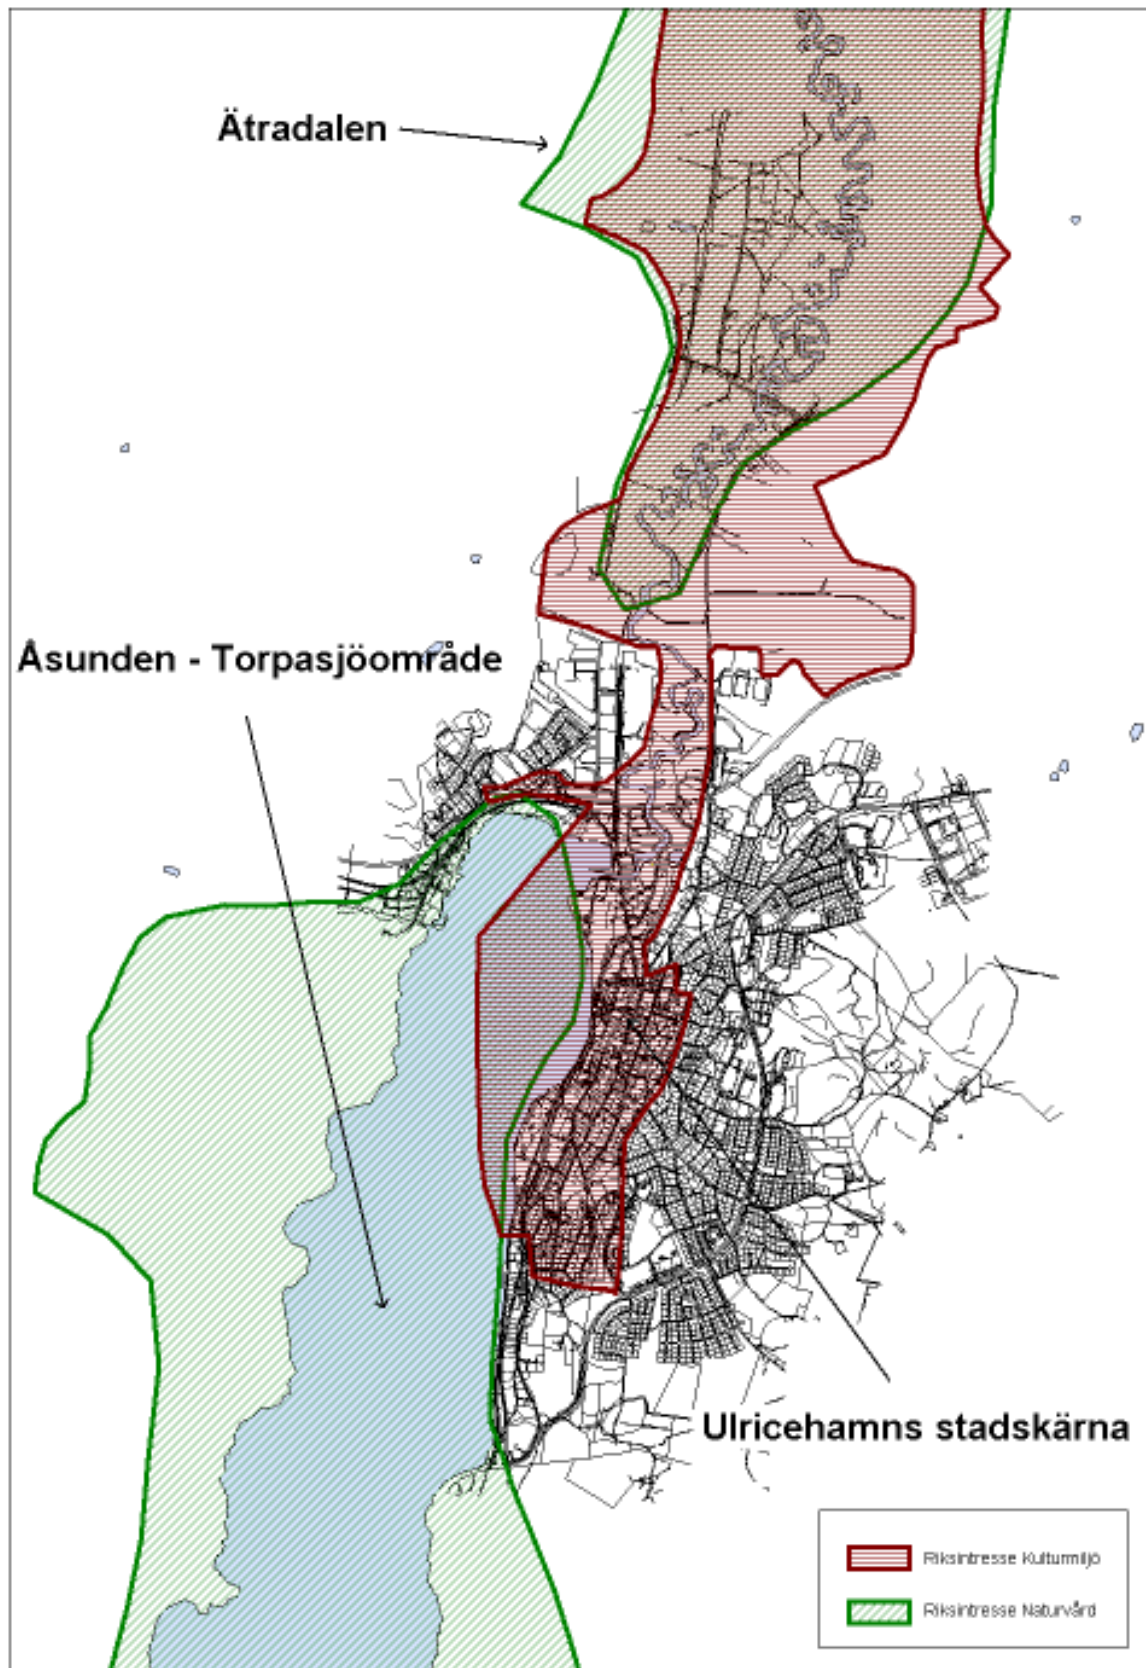 Ätradalen
Åsunden - Torpasjöområde
Ulricehamns stadskärna
Riksintresse Kulturmiljö
Riksintresse Naturvård